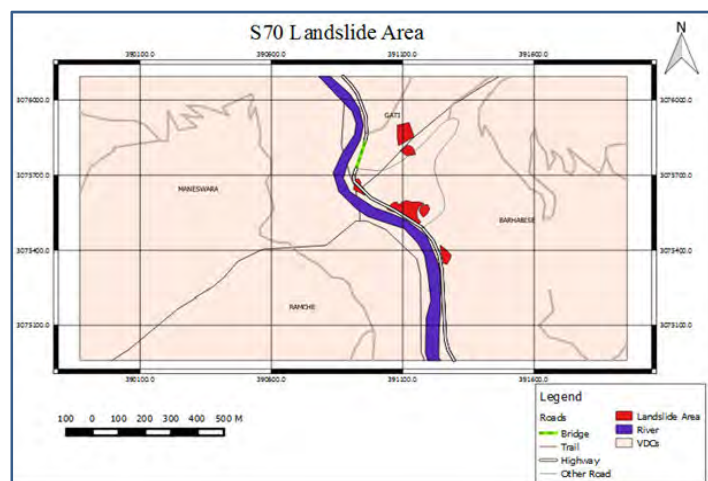 S70 Landslide Area
N
390100.0 390600.0 391100.0 391600.0
3076000.0 3076000.0
GATI
3075700.0 3075700.0
MANESWARA
BARHABESE
3075400.0 3075400.0
RAMCHE
3075100.0 3075100.0
390100.0 390600.0 391100.0 391600.0
100 0 100 200 300 400 500 M
Legend
Roads
Bridge
Trail
Highway
Other Road
Landslide Area
River
VDCs